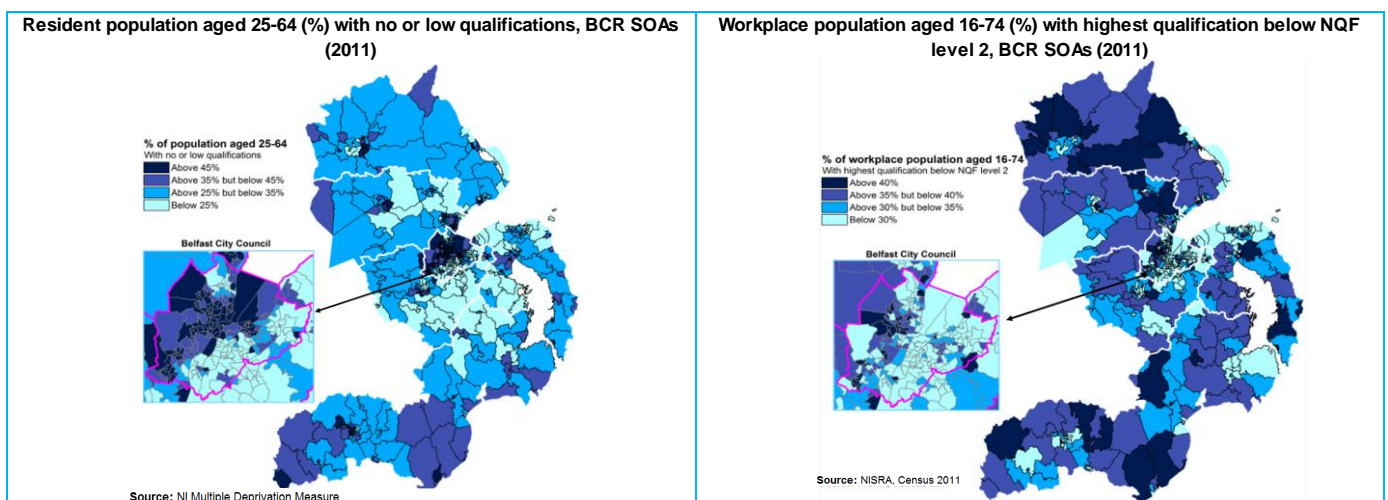 Resident population aged 25-64 (%) with no or low qualifications, BCR SOAs
(2011)
% of population aged 25-64
With no or low qualifications
Above 45%
Above 35% but below 45%
Above 25% but below 35%
Below 25%
Belfast City Council
Source: NI Multiple Deprivation Measure
Workplace population aged 16-74 (%) with highest qualification below NQF
level 2, BCR SOAs (2011)
% of workplace population aged 16-74
With highest qualification below NQF level 2
Above 40%
Above 35% but below 40%
Above 30% but below 35%
Below 30%
Belfast City Council
Source: NISRA, Census 2011